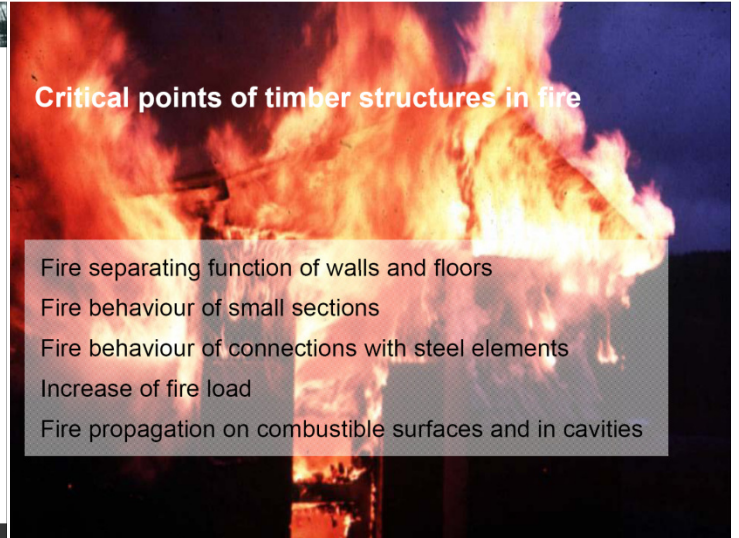 Critical points of timber structures in fire
Fire separating function of walls and floors
Fire behaviour of small sections
Fire behaviour of connections with steel elements
Increase of fire load
Fire propagation on combustible surfaces and in cavities